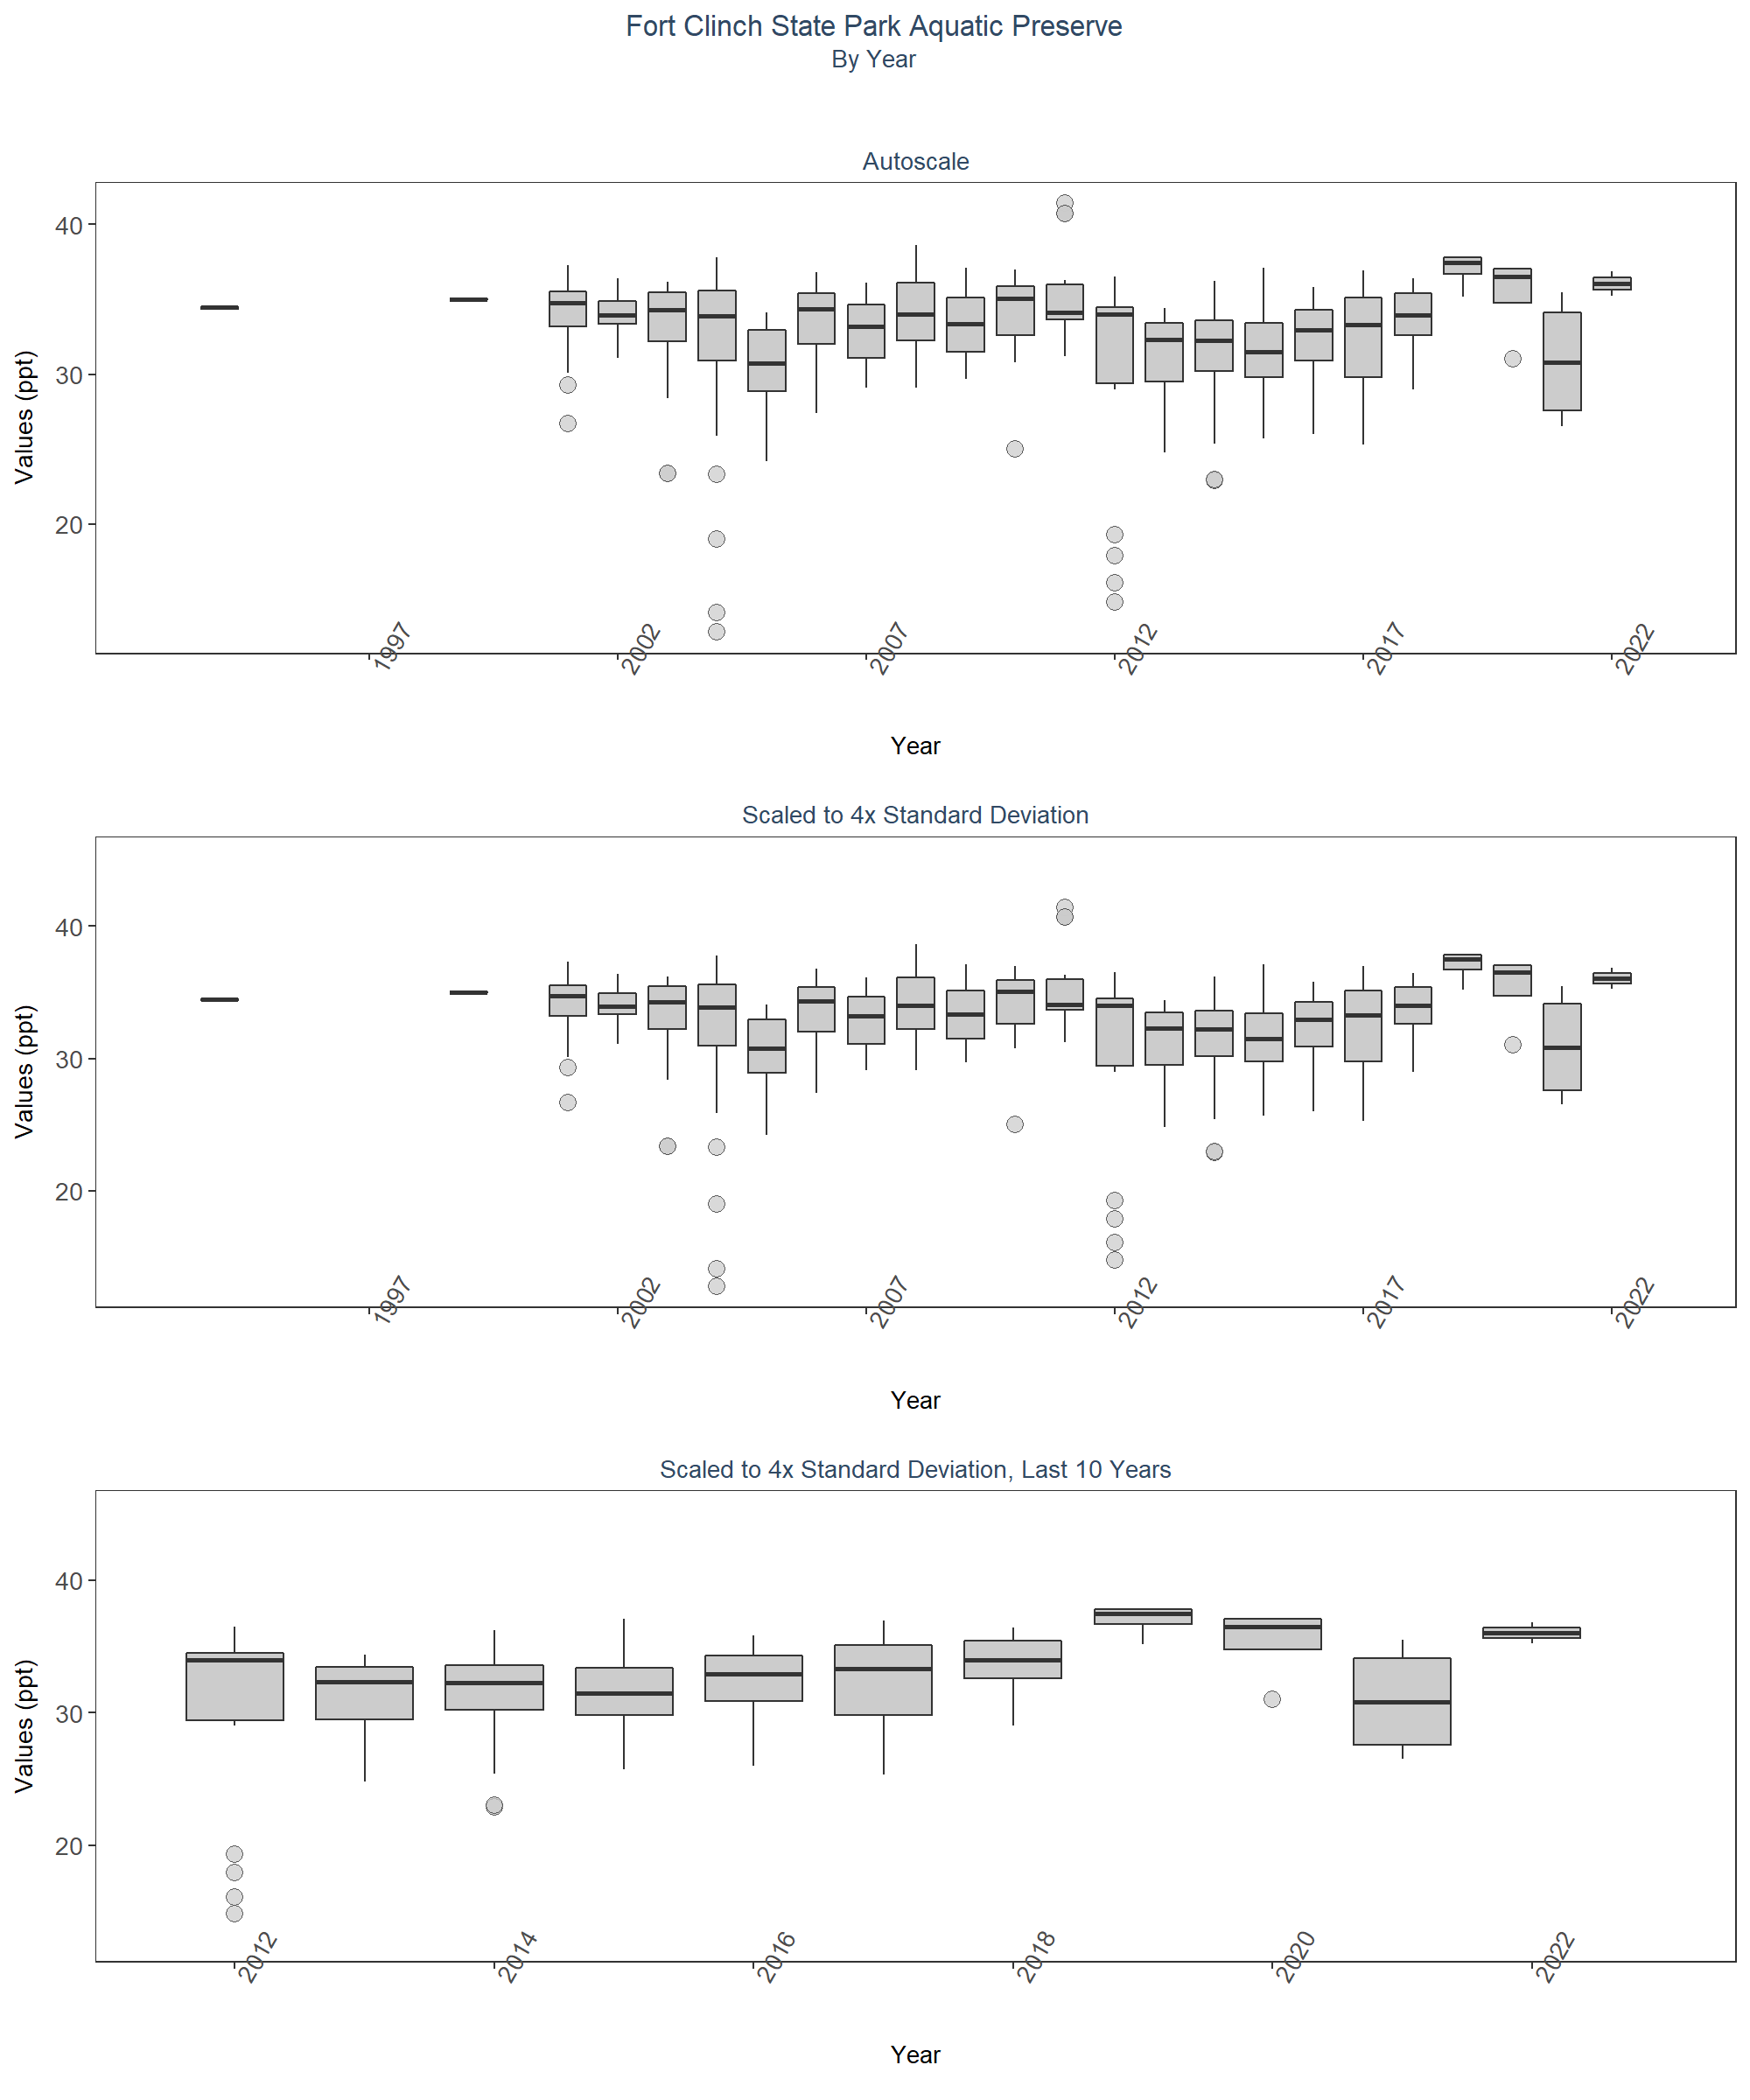 Fort Clinch State Park Aquatic Preserve
By Year
Autoscale
40
30
20
Values (ppt)
1997 2002 2007 2012 2017 2022
Year
Scaled to 4x Standard Deviation
40
30
20
Values (ppt)
1997 2002 2007 2012 2017 2022
Year
Scaled to 4x Standard Deviation, Last 10 Years
40
30
20
Values (ppt)
2012 2014 2016 2018 2020 2022
Year